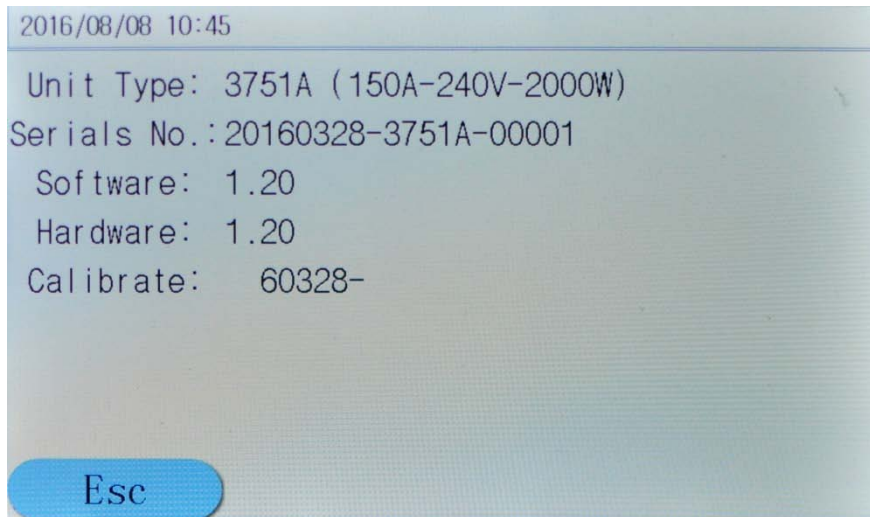 2016/08/08 10:45
Unit Type: 3751A (150A-240V-2000W)
Serials No.:20160328-3751A-00001
Software: 1.20
Hardware: 1.20
Calibrate: 60328-
Esc